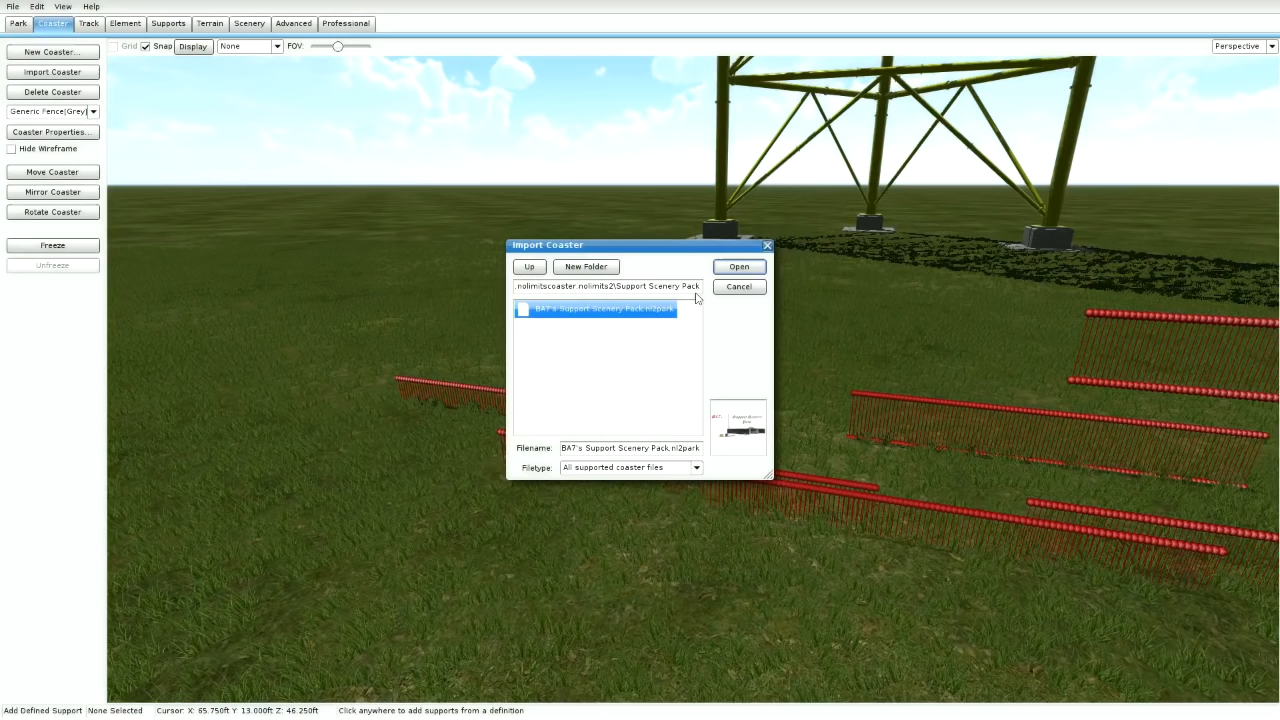 File Edit View Help
Park Coaster Track Element Supports Terrain Scenery Advanced Professional
New Coaster...
Import Coaster
Delete Coaster
Generic Fence(Grey)
Coaster Properties...
Hide Wireframe
Move Coaster
Mirror Coaster
Rotate Coaster
Freeze
Unfreeze
Grid Snap Display None FOV: Perspective
Import Coaster
Up New Folder Open
.nolimitscoaster.nolimits2\Support Scenery Pack Cancel
BA7's Support Scenery Pack.nl2park
Filename: BA7's Support Scenery Pack.nl2park
Filetype: All supported coaster files
Add Defined Support None Selected Cursor: X: 65.750ft Y: 13.000ft Z: 46.250ft Click anywhere to add supports from a definition